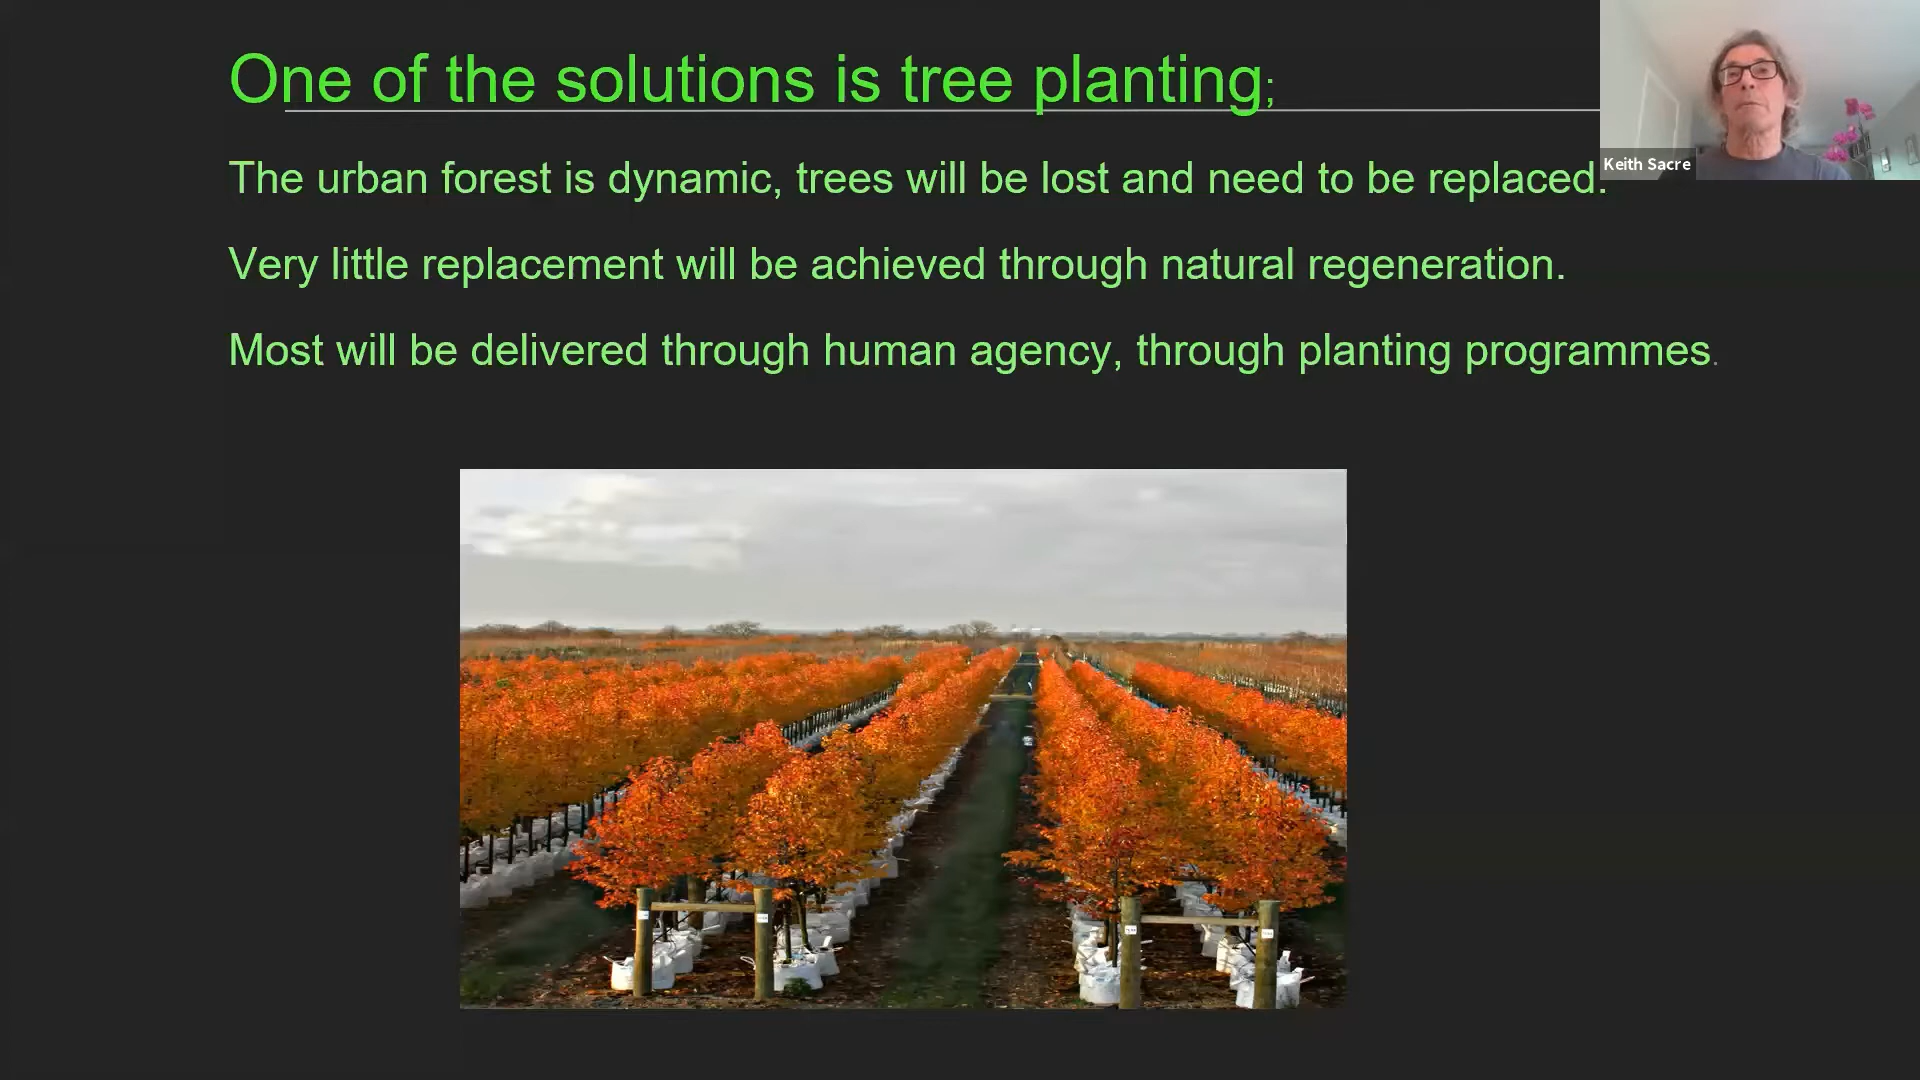 One of the solutions is tree planting;
The urban forest is dynamic, trees will be lost and need to be replaced.
Very little replacement will be achieved through natural regeneration.
Most will be delivered through human agency, through planting programmes.
Keith Sacre